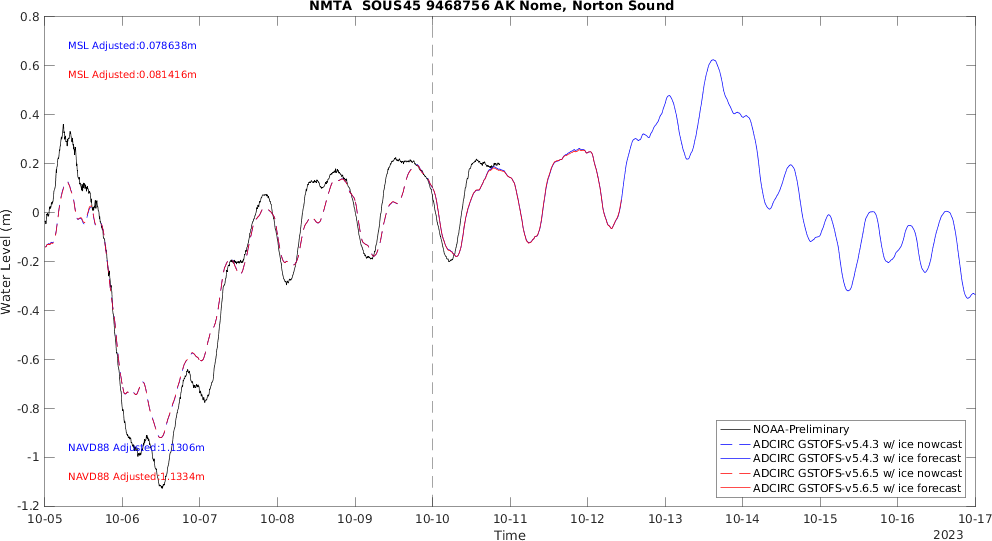 NMTA SOUS45 9468756 AK Nome, Norton Sound
0.8
0.6
0.4
0.2
0
-0.2
-0.4
-0.6
-0.8
-1
-1.2
Water Level (m)
MSL Adjusted:0.078638m
MSL Adjusted:0.081416m
NAVD88 Adjusted:1.1306m
NAVD88 Adjusted:1.1334m
NOAA-Preliminary
ADCIRC GSTOFS-v5.4.3 w/ ice nowcast
ADCIRC GSTOFS-v5.4.3 w/ ice forecast
ADCIRC GSTOFS-v5.6.5 w/ ice nowcast
ADCIRC GSTOFS-v5.6.5 w/ ice forecast
10-05 10-06 10-07 10-08 10-09 10-10 10-11 10-12 10-13 10-14 10-15 10-16 10-17
Time
2023